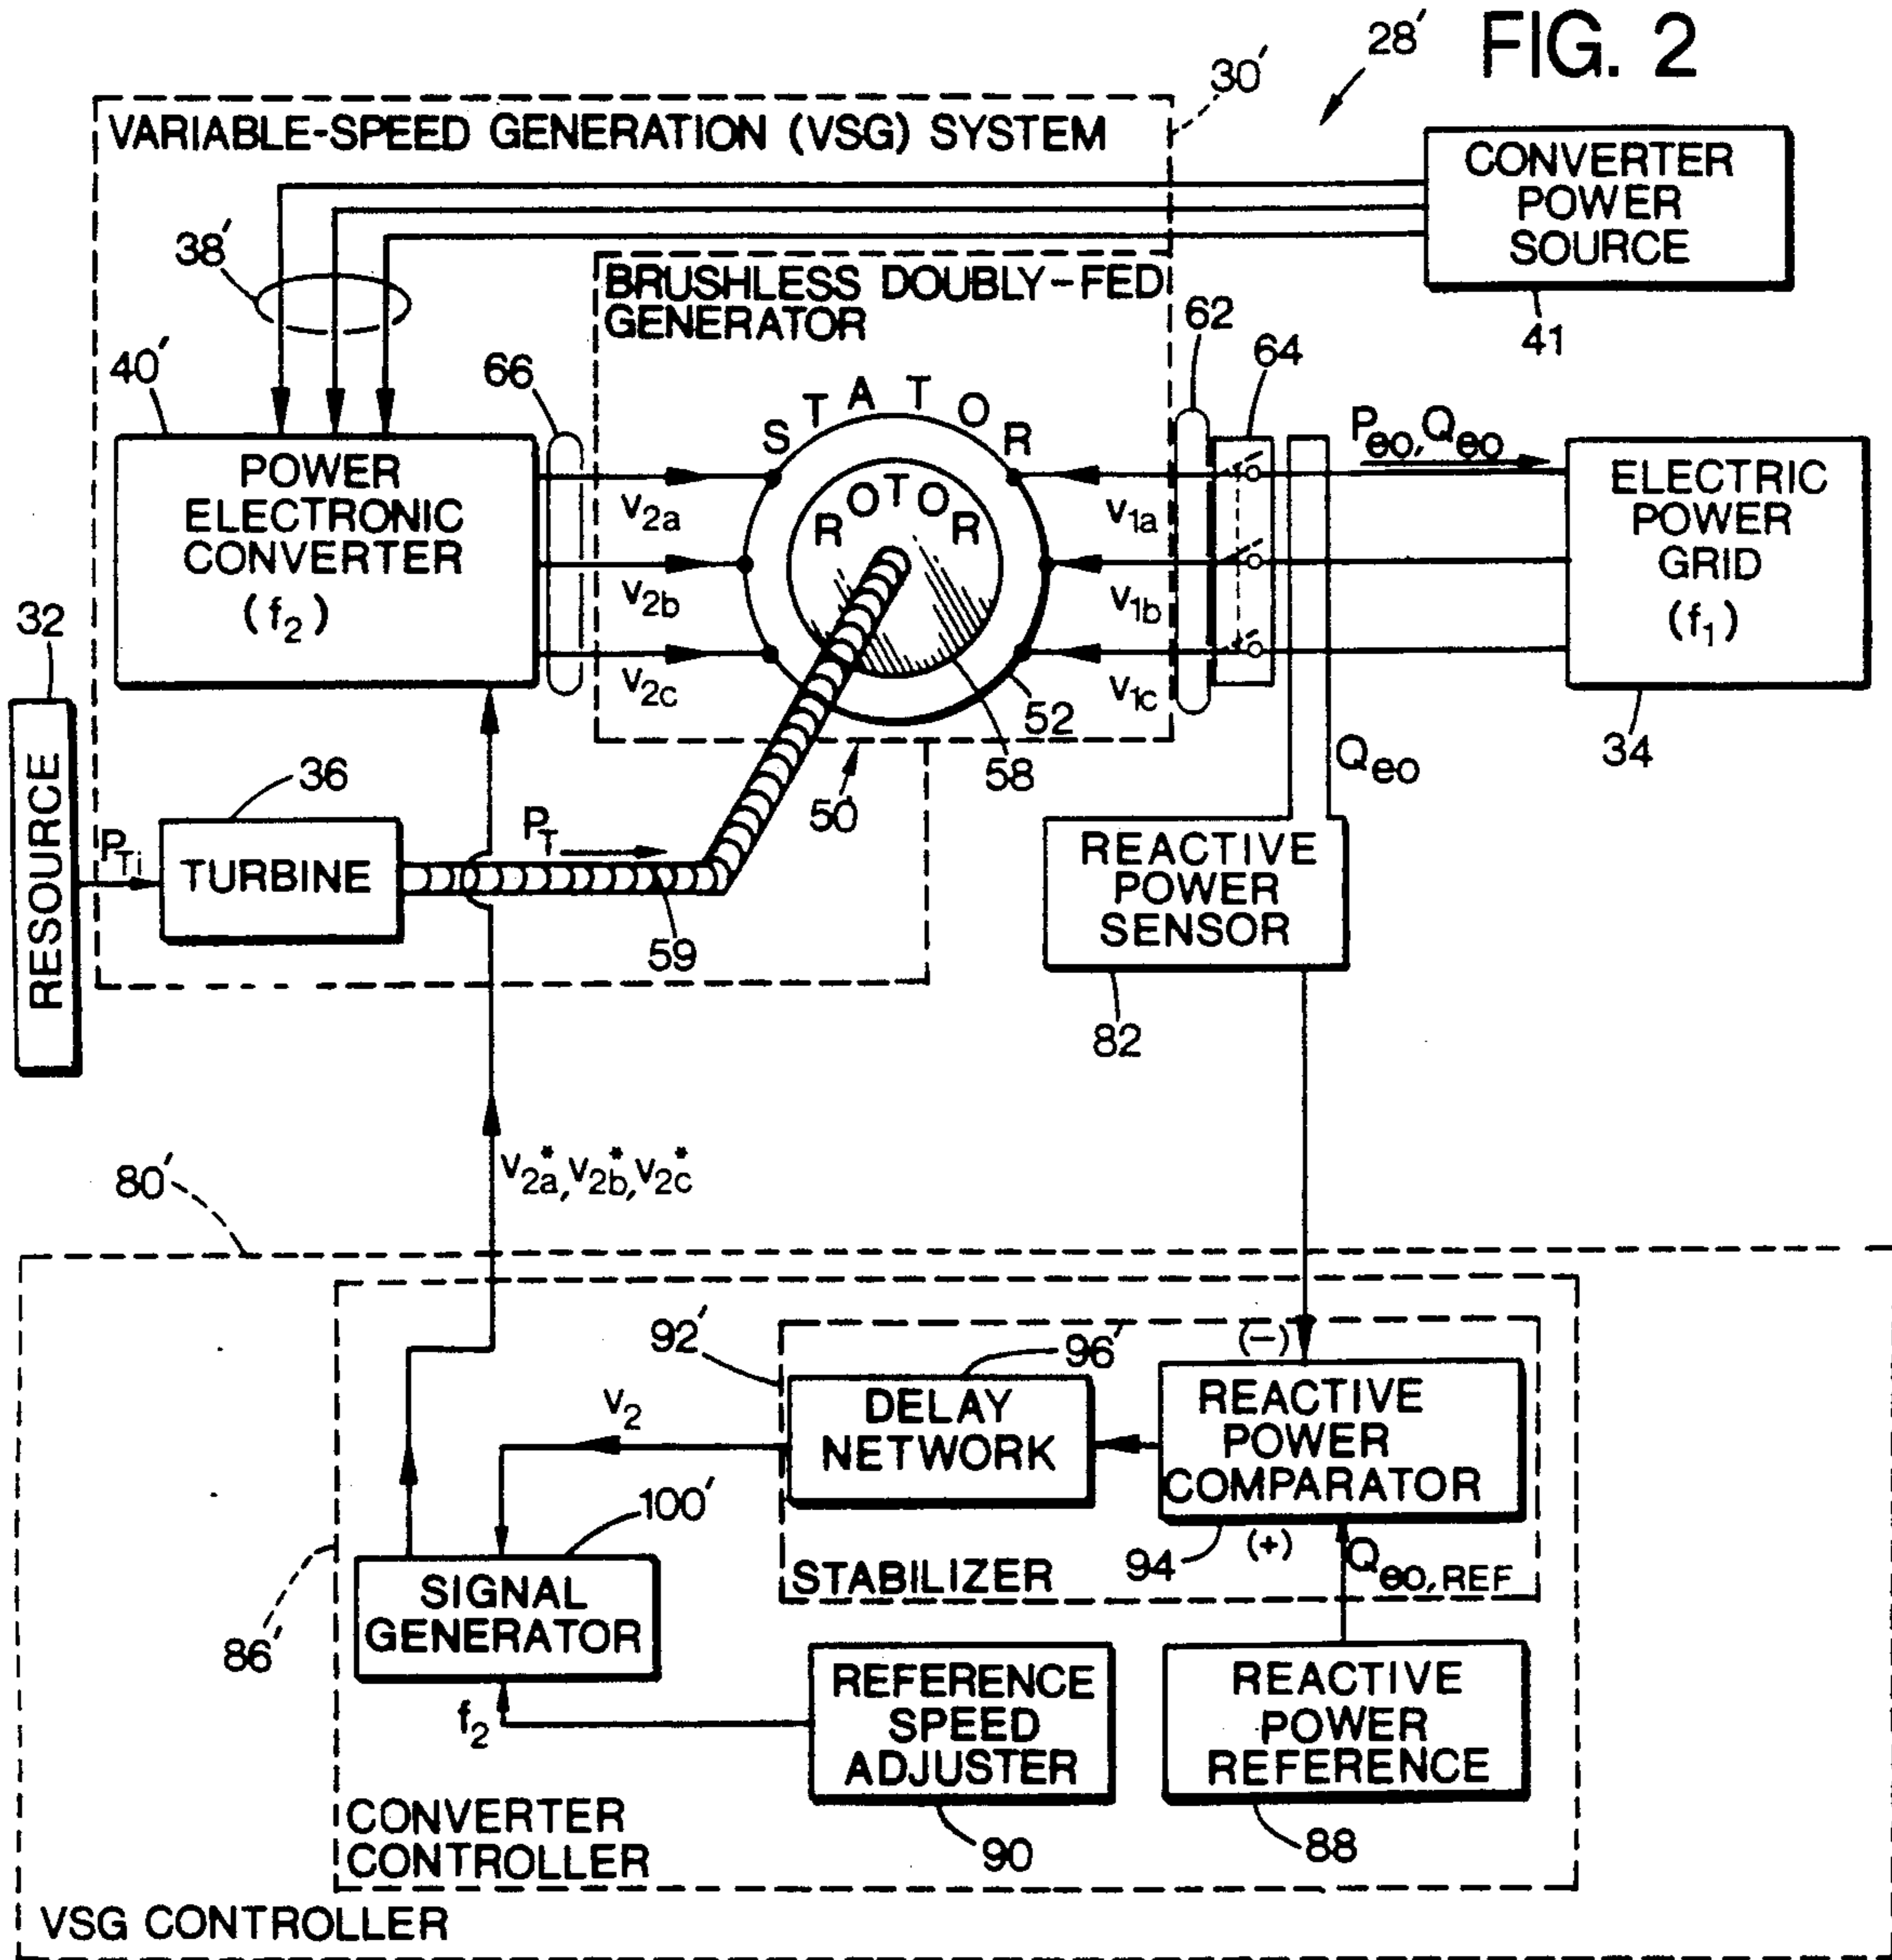 FIG. 2
28'
30'
VARIABLE-SPEED GENERATION (VSG) SYSTEM
CONVERTER
POWER
SOURCE
41
38'
BRUSHLESS DOUBLY-FED
GENERATOR
62
64
40'
66
STATOR
ROTOR
POWER
ELECTRONIC
CONVERTER
(f₂)
v₂ₐ
v₂b
v₂c
v₁ₐ
v₁b
v₁c
Pₑₒ, Qₑₒ
ELECTRIC
POWER
GRID
(f₁)
34
32
RESOURCE
52
58
50
Qeo
36
P_Ti
TURBINE
P_T
59
REACTIVE
POWER
SENSOR
82
v₂ₐ*, v₂b*, v₂c*
80'
92'
96'
(−)
DELAY
NETWORK
REACTIVE
POWER
COMPARATOR
v₂
100'
94
(+)
Qeo, REF
STABILIZER
SIGNAL
GENERATOR
86'
f₂
REFERENCE
SPEED
ADJUSTER
90
REACTIVE
POWER
REFERENCE
88
CONVERTER
CONTROLLER
VSG CONTROLLER